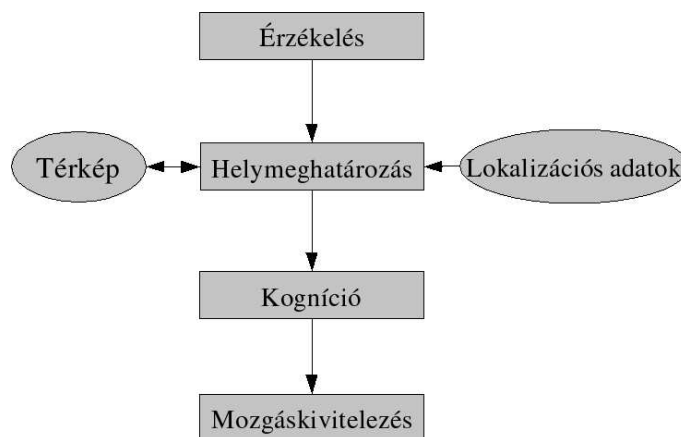 Érzékelés
Térkép
Helymeghatározás
Lokalizációs adatok
Kogníció
Mozgáskivitelezés